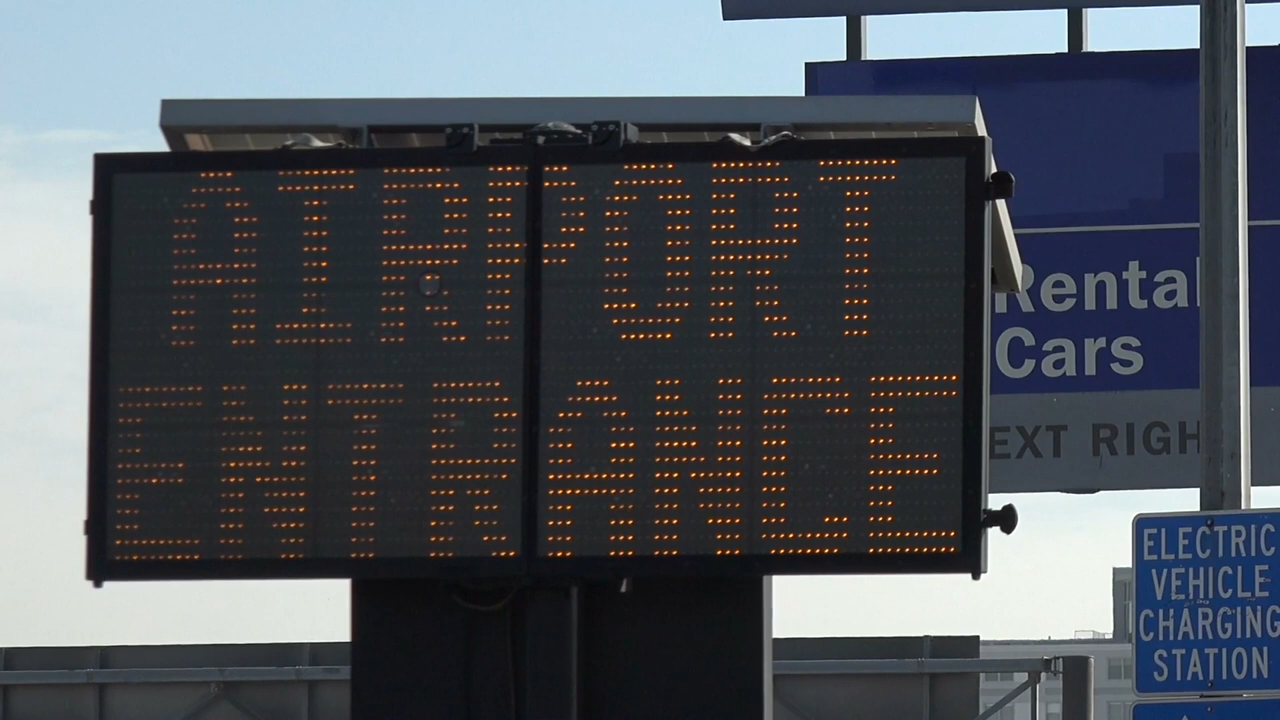 AIRPORT
ENTRANCE
Rental
Cars
EXT RIGH
ELECTRIC
VEHICLE
CHARGING
STATION